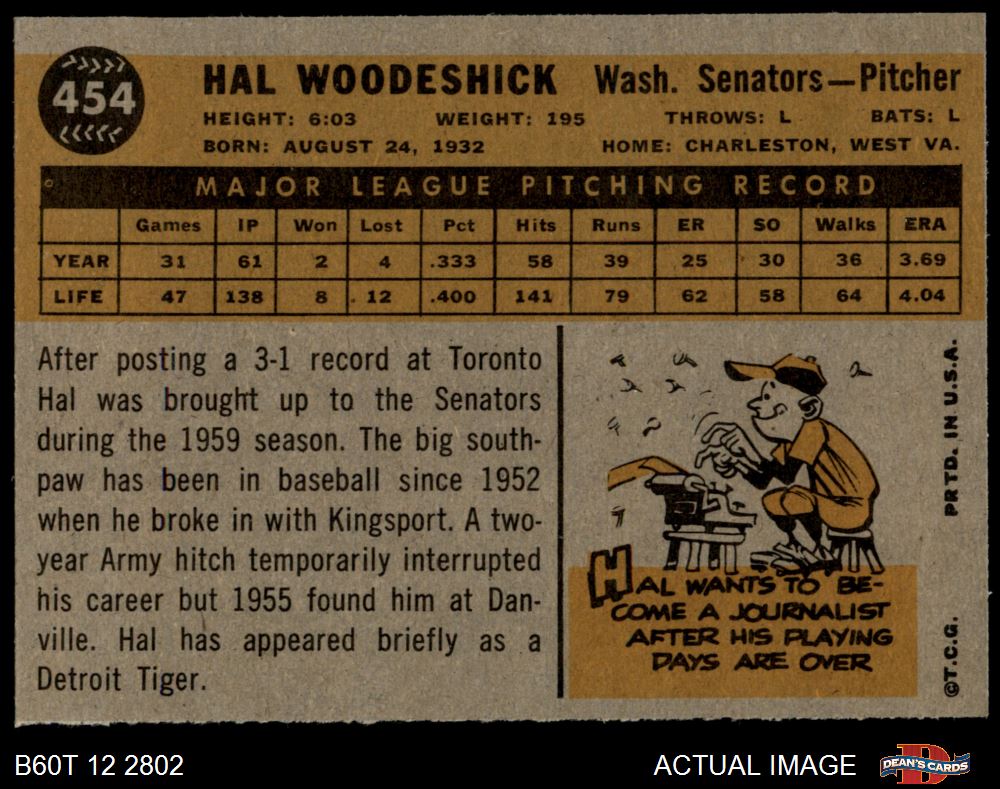 454
HAL WOODESHICK Wash. Senators—Pitcher
HEIGHT: 6:03 WEIGHT: 195 THROWS: L BATS: L
BORN: AUGUST 24, 1932 HOME: CHARLESTON, WEST VA.
MAJOR LEAGUE PITCHING RECORD
Games IP Won Lost Pct Hits Runs ER SO Walks ERA
YEAR 31 61 2 4 .333 58 39 25 30 36 3.69
LIFE 47 138 8 12 .400 141 79 62 58 64 4.04
After posting a 3-1 record at Toronto
Hal was brought up to the Senators
during the 1959 season. The big south-
paw has been in baseball since 1952
when he broke in with Kingsport. A two-
year Army hitch temporarily interrupted
his career but 1955 found him at Dan-
ville. Hal has appeared briefly as a
Detroit Tiger.
HAL WANTS TO BE-
COME A JOURNALIST
AFTER HIS PLAYING
DAYS ARE OVER
©T.C.G. PRTD. IN U.S.A.
B60T 12 2802 ACTUAL IMAGE
D
DEAN'S CARDS